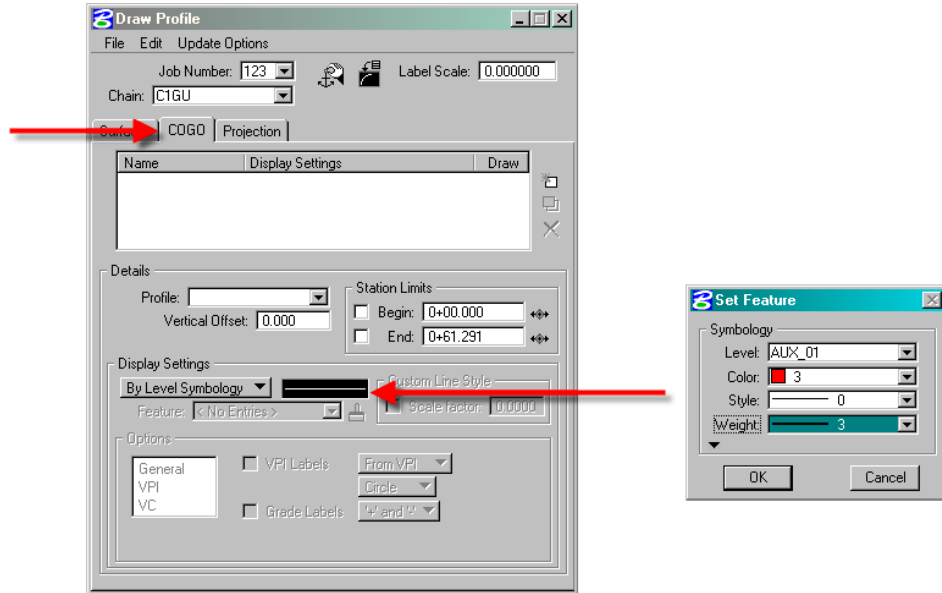 Draw Profile
File Edit Update Options
Job Number: 123 Label Scale: 0.000000
Chain: C1GU
COGO Projection
Name Display Settings Draw
Details
Profile:
Vertical Offset: 0.000
Station Limits
Begin: 0+00.000
End: 0+61.291
Display Settings
By Level Symbology
Custom Line Style
Feature: < No Entries >
Scale factor: 0.0000
Options
General
VPI
VC
VPI Labels From VPI
Circle
Grade Labels '+' and '-'
Set Feature
Symbology
Level: AUX_01
Color: 3
Style: 0
Weight: 3
OK Cancel